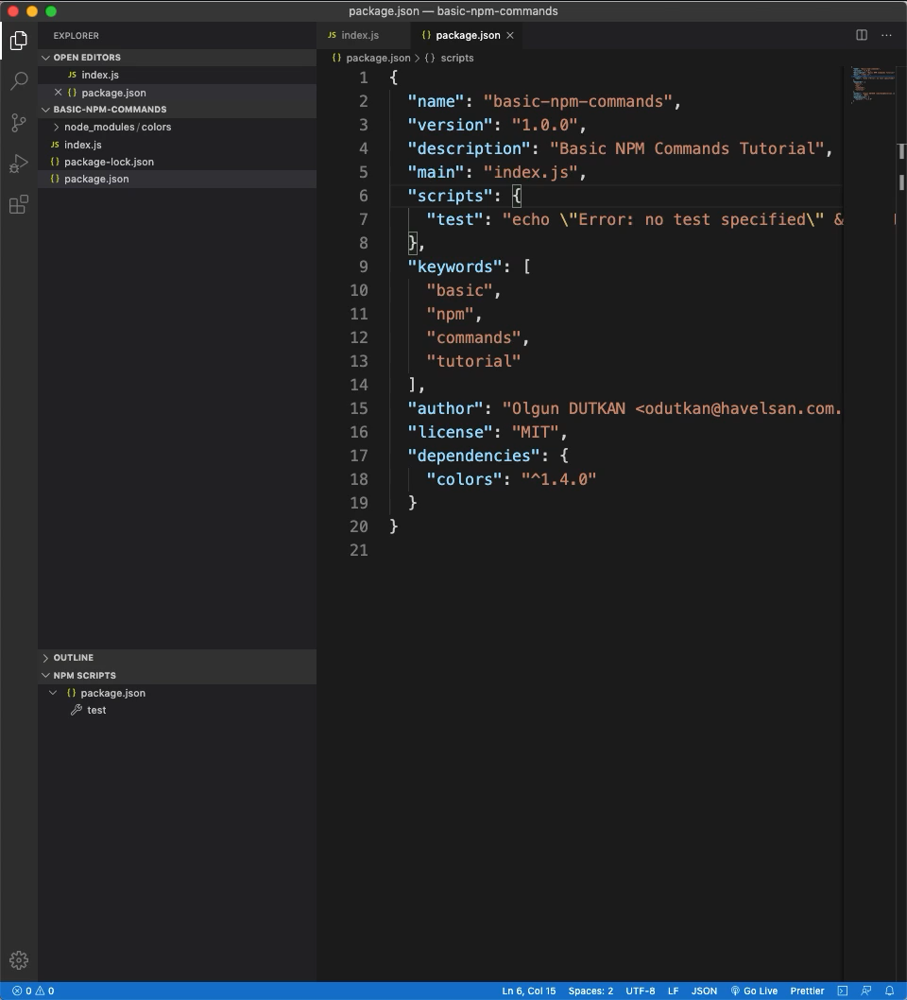 package.json — basic-npm-commands
EXPLORER
OPEN EDITORS
JS index.js
{} package.json
BASIC-NPM-COMMANDS
node_modules / colors
JS index.js
{} package-lock.json
{} package.json
OUTLINE
NPM SCRIPTS
{} package.json
test
JS index.js
{} package.json
{} package.json > {} scripts
1 {
2 "name": "basic-npm-commands",
3 "version": "1.0.0",
4 "description": "Basic NPM Commands Tutorial",
5 "main": "index.js",
6 "scripts": {
7 "test": "echo \"Error: no test specified\" &
8 },
9 "keywords": [
10 "basic",
11 "npm",
12 "commands",
13 "tutorial"
14 ],
15 "author": "Olgun DUTKAN <odutkan@havelsan.com.
16 "license": "MIT",
17 "dependencies": {
18 "colors": "^1.4.0"
19 }
20 }
21
0 0 Ln 6, Col 15 Spaces: 2 UTF-8 LF JSON Go Live Prettier